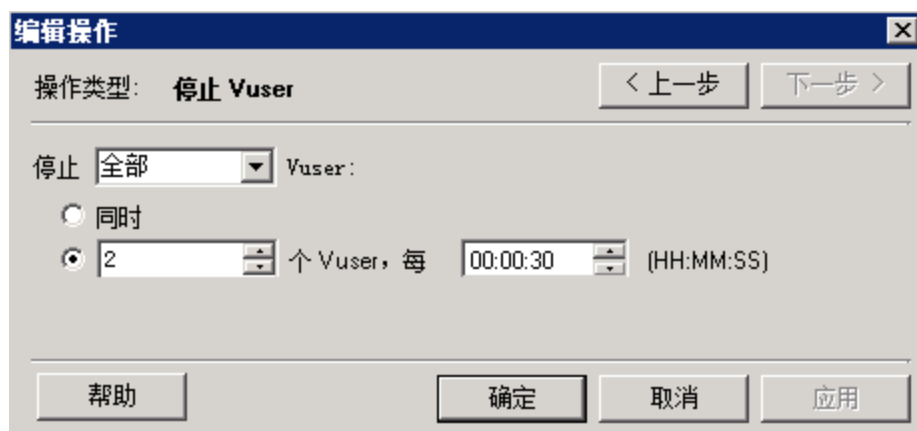 编辑操作
操作类型: 停止 Vuser < 上一步 下一步 >
停止 全部 Vuser:
同时
2 个 Vuser,每 00:00:30 (HH:MM:SS)
帮助 确定 取消 应用